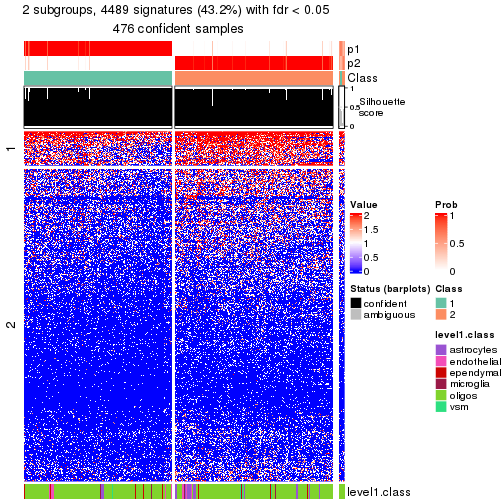 2 subgroups, 4489 signatures (43.2%) with fdr < 0.05
476 confident samples
p1
p2
Class
1
0.5
0
Silhouette
score
1
2
level1.class
Value
2
1.5
1
0.5
0
Prob
1
0.5
0
Status (barplots)
confident
ambiguous
Class
1
2
level1.class
astrocytes
endothelial
ependymal
microglia
oligos
vsm